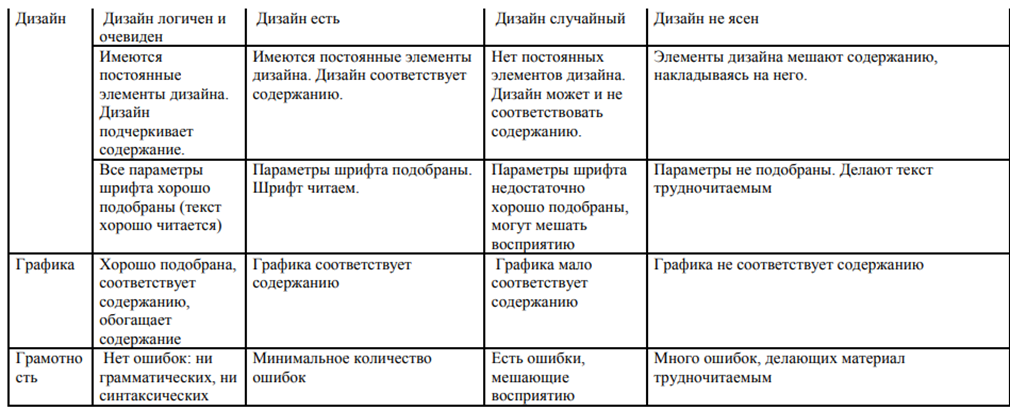 Дизайн
Дизайн логичен и
очевиден
Дизайн есть
Дизайн случайный
Дизайн не ясен
Имеются
постоянные
элементы дизайна.
Дизайн
подчеркивает
содержание.
Имеются постоянные элементы
дизайна. Дизайн соответствует
содержанию.
Нет постоянных
элементов дизайна.
Дизайн может и не
соответствовать
содержанию.
Элементы дизайна мешают содержанию,
накладываясь на него.
Все параметры
шрифта хорошо
подобраны (текст
хорошо читается)
Параметры шрифта подобраны.
Шрифт читаем.
Параметры шрифта
недостаточно
хорошо подобраны,
могут мешать
восприятию
Параметры не подобраны. Делают текст
трудночитаемым
Графика
Хорошо подобрана,
соответствует
содержанию,
обогащает
содержание
Графика соответствует
содержанию
Графика мало
соответствует
содержанию
Графика не соответствует содержанию
Грамотно
сть
Нет ошибок: ни
грамматических, ни
синтаксических
Минимальное количество
ошибок
Есть ошибки,
мешающие
восприятию
Много ошибок, делающих материал
трудночитаемым